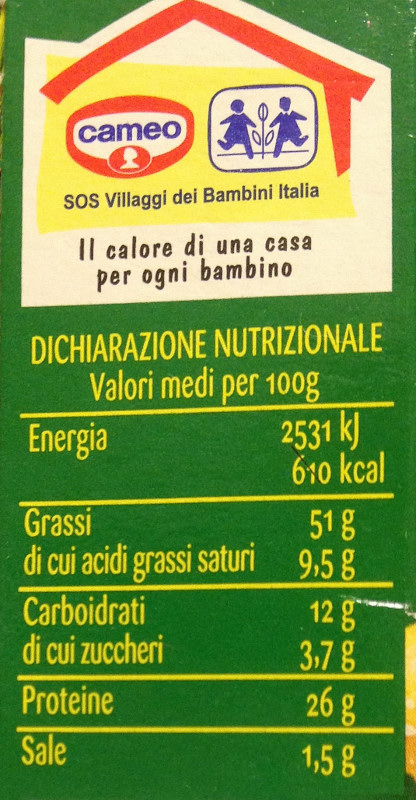 cameo
SOS Villaggi dei Bambini Italia
Il calore di una casa
per ogni bambino
DICHIARAZIONE NUTRIZIONALE
Valori medi per 100g
Energia 2531 kJ
610 kcal
Grassi 51 g
di cui acidi grassi saturi 9,5 g
Carboidrati 12 g
di cui zuccheri 3,7 g
Proteine 26 g
Sale 1,5 g